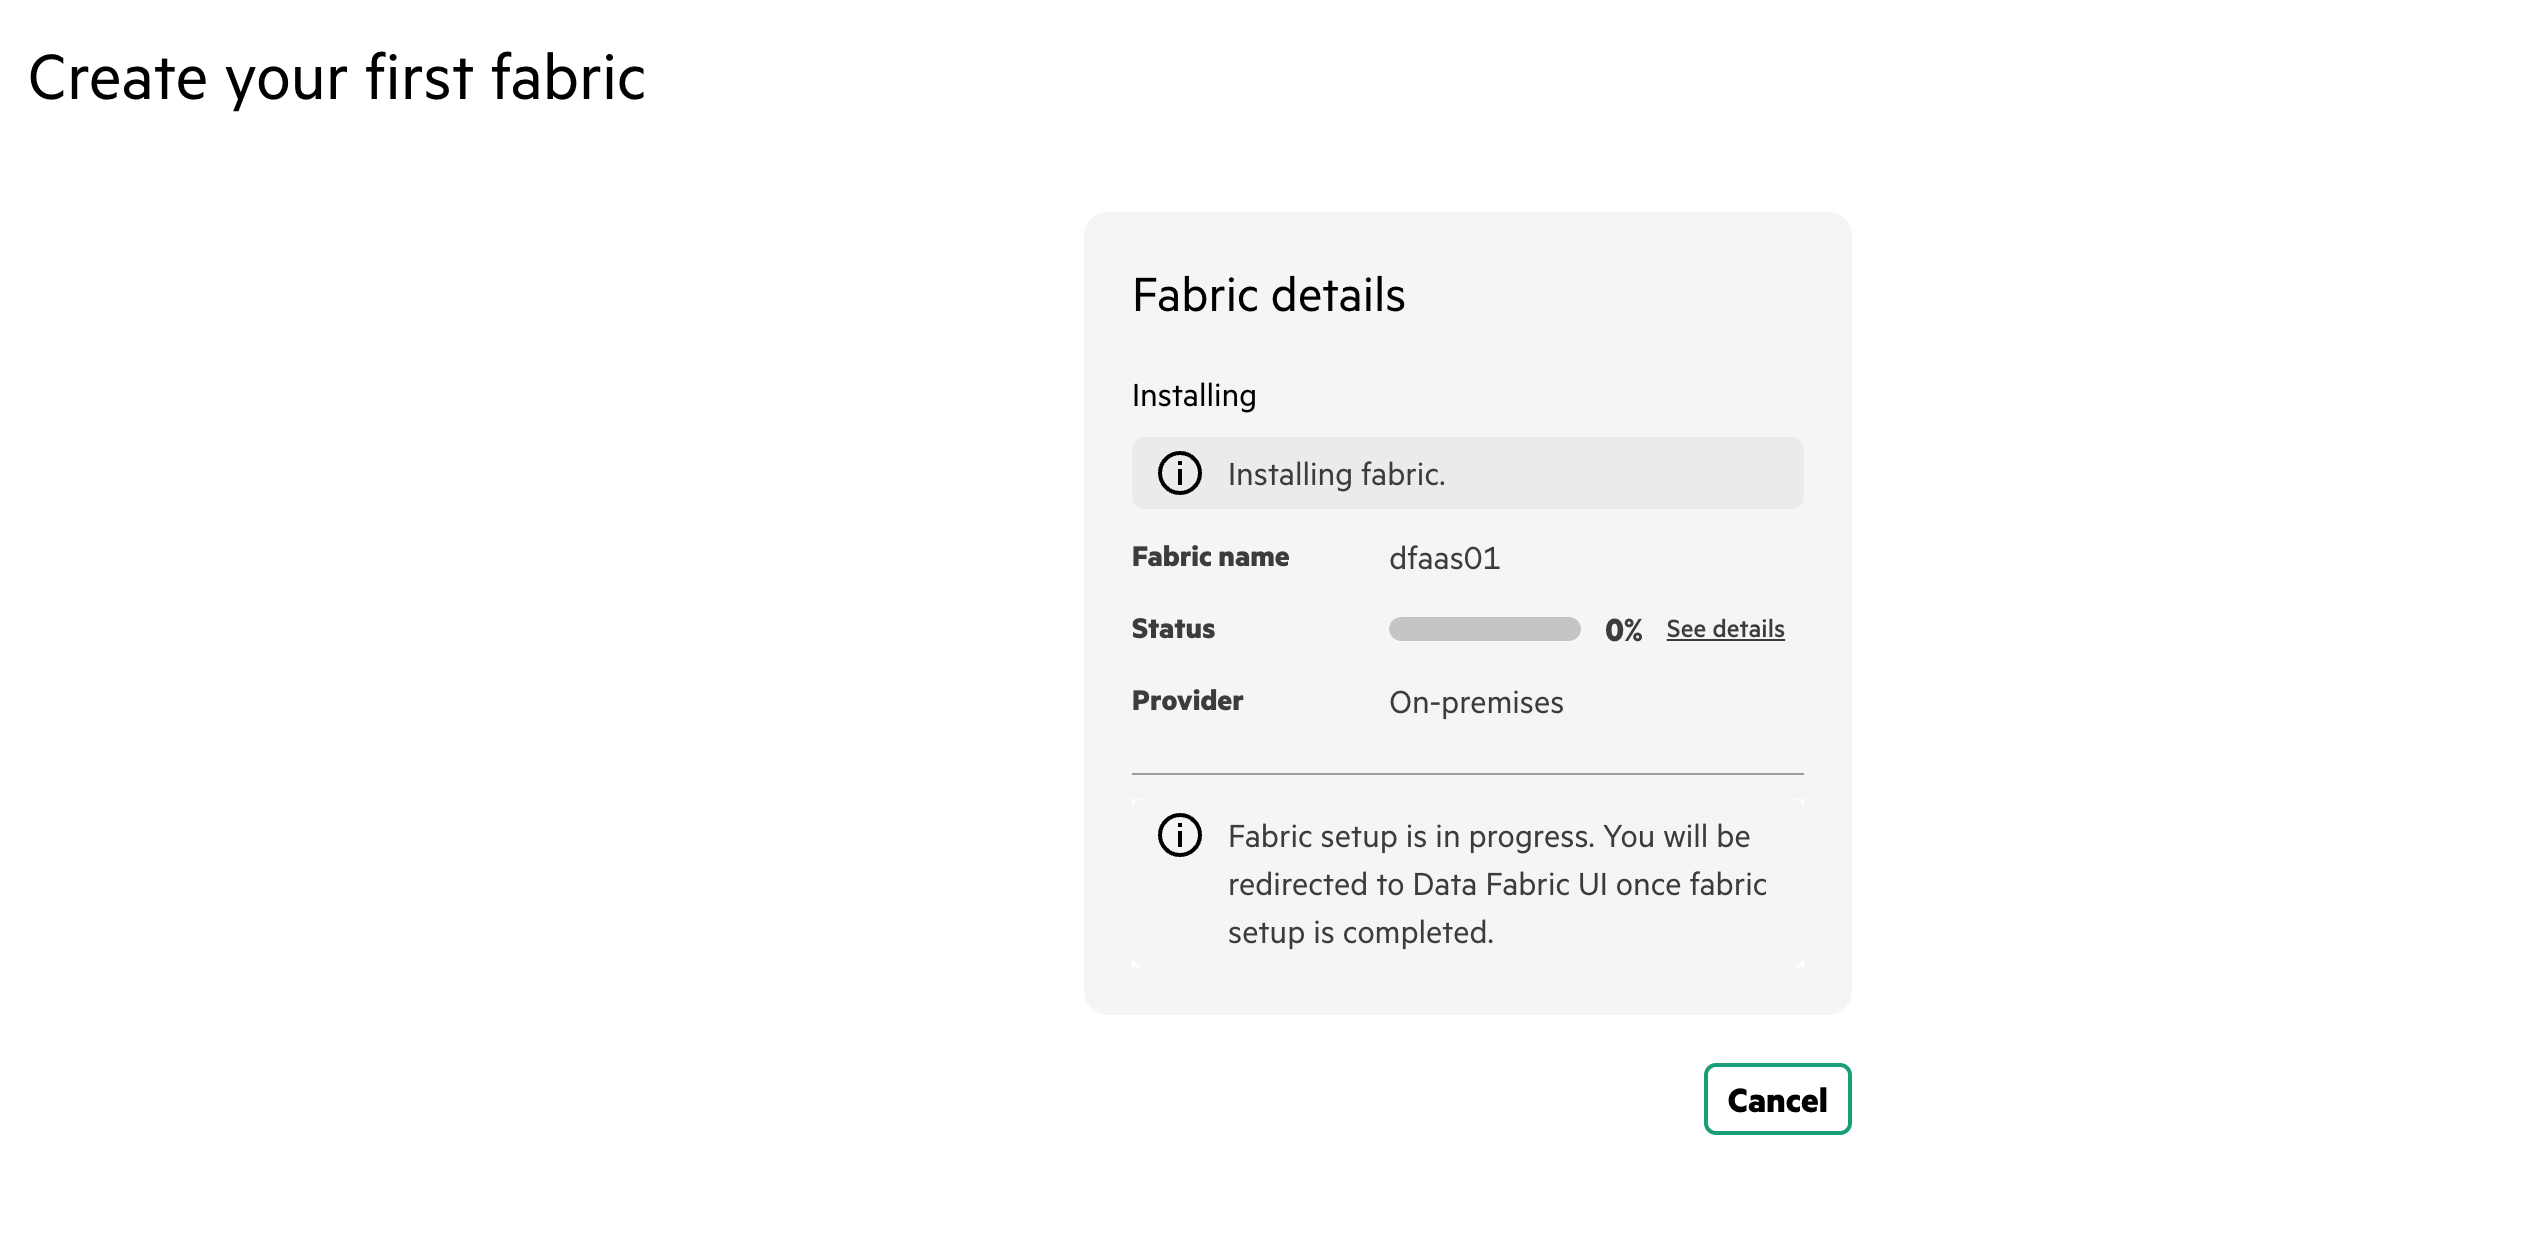 Create your first fabric
Fabric details
Installing
Installing fabric.
Fabric name dfaas01
Status 0% See details
Provider On-premises
Fabric setup is in progress. You will be
redirected to Data Fabric UI once fabric
setup is completed.
Cancel